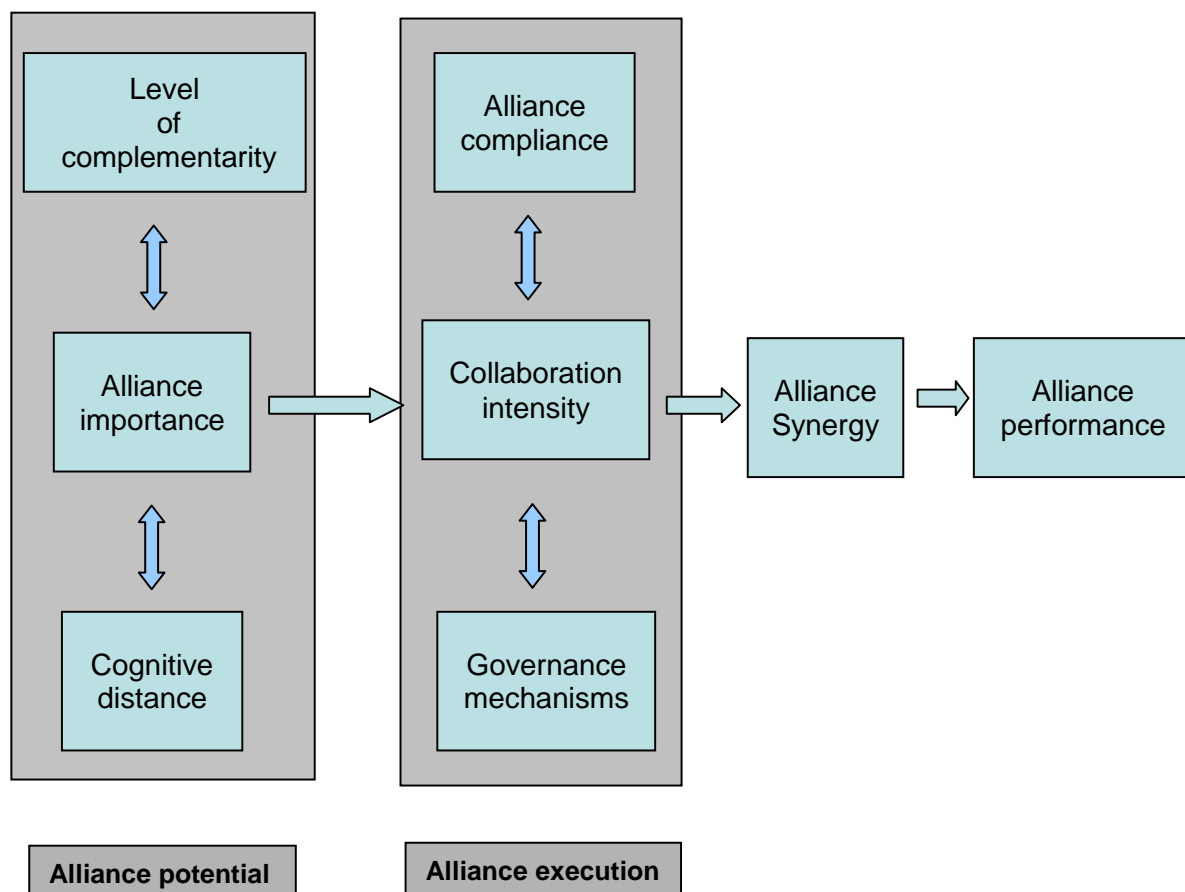 Level
of
complementarity
Alliance
importance
Cognitive
distance
Alliance
compliance
Collaboration
intensity
Governance
mechanisms
Alliance
Synergy
Alliance
performance
Alliance potential
Alliance execution